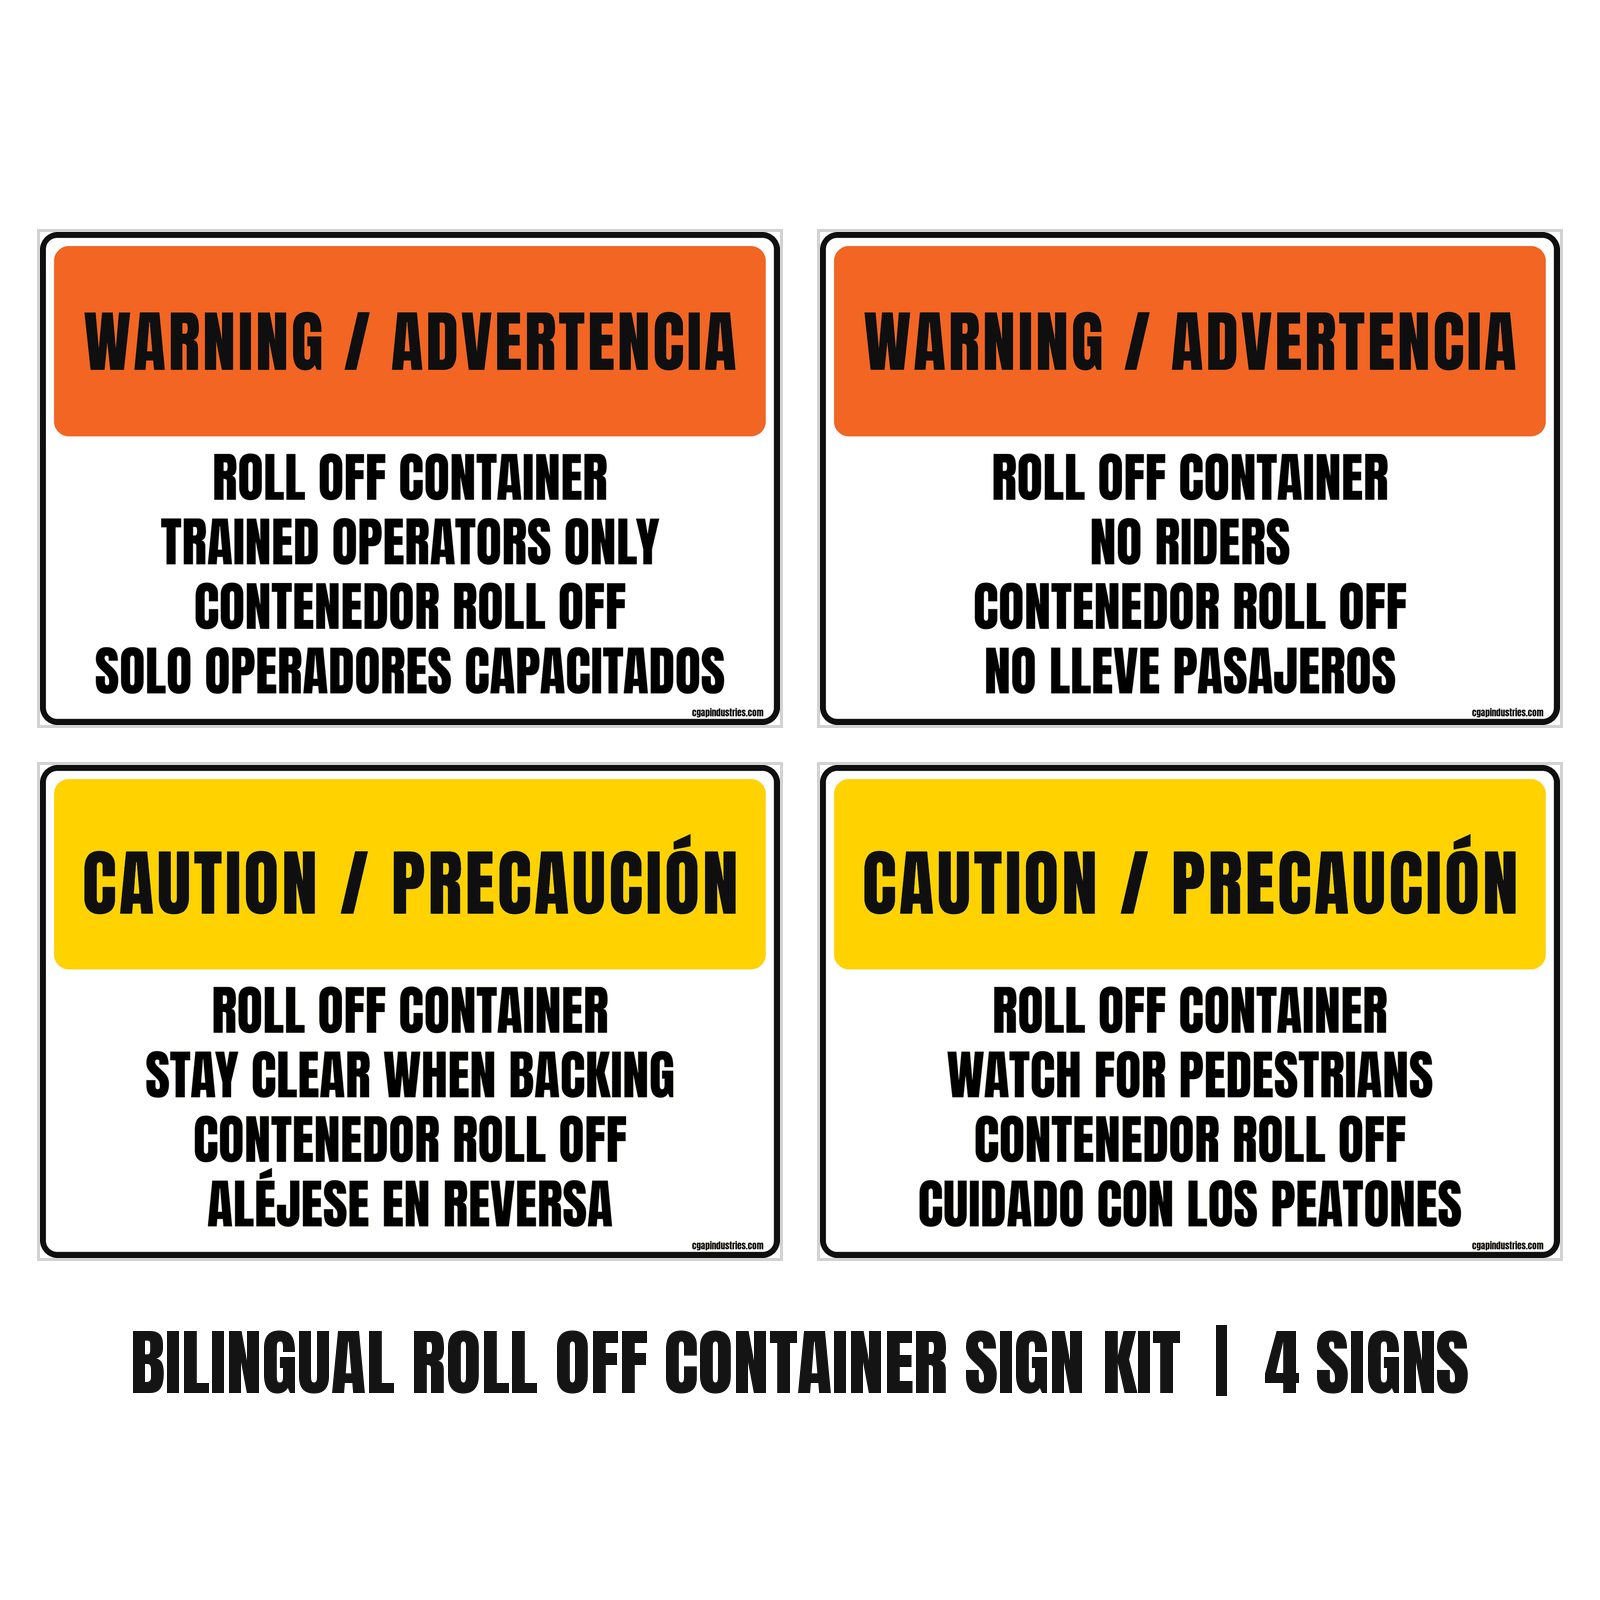 WARNING / ADVERTENCIA
ROLL OFF CONTAINER
TRAINED OPERATORS ONLY
CONTENEDOR ROLL OFF
SOLO OPERADORES CAPACITADOS
cgapindustries.com
WARNING / ADVERTENCIA
ROLL OFF CONTAINER
NO RIDERS
CONTENEDOR ROLL OFF
NO LLEVE PASAJEROS
cgapindustries.com
CAUTION / PRECAUCIÓN
ROLL OFF CONTAINER
STAY CLEAR WHEN BACKING
CONTENEDOR ROLL OFF
ALÉJESE EN REVERSA
cgapindustries.com
CAUTION / PRECAUCIÓN
ROLL OFF CONTAINER
WATCH FOR PEDESTRIANS
CONTENEDOR ROLL OFF
CUIDADO CON LOS PEATONES
cgapindustries.com
BILINGUAL ROLL OFF CONTAINER SIGN KIT | 4 SIGNS